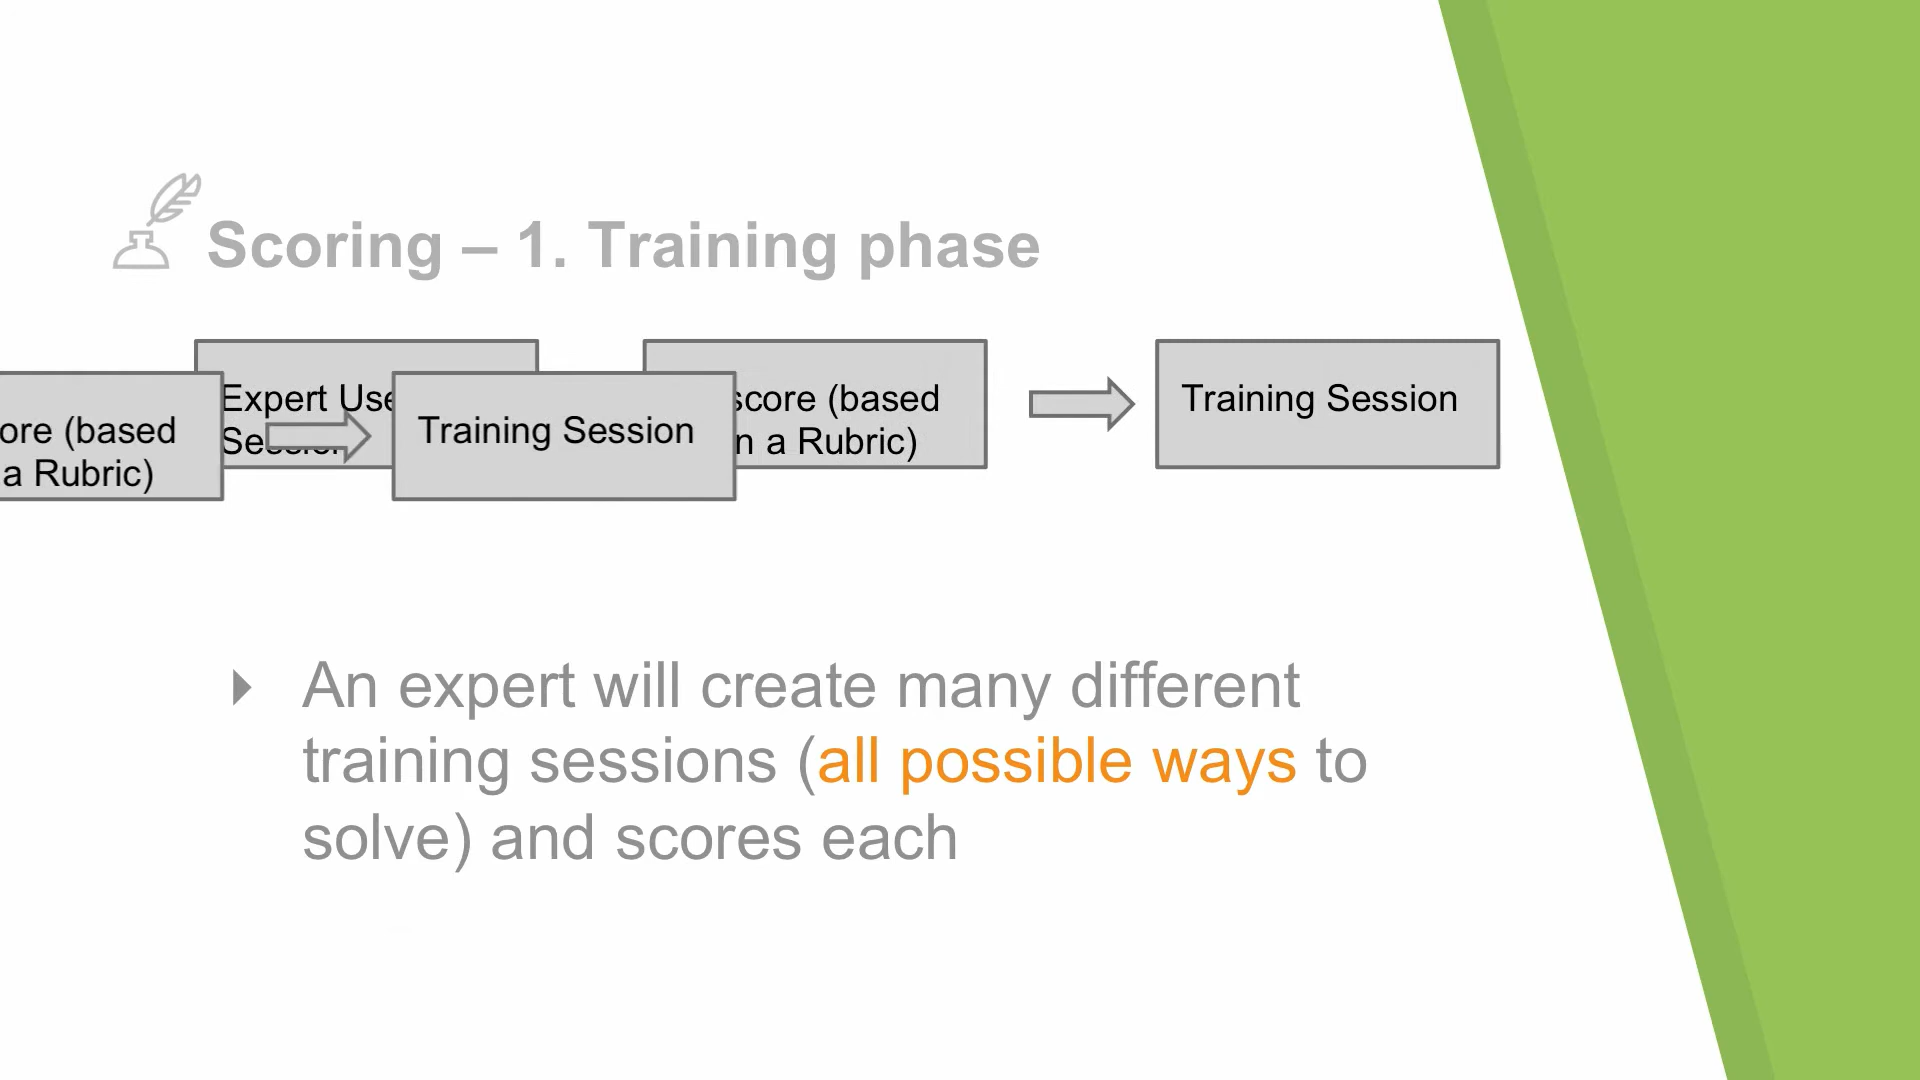 Scoring – 1. Training phase
Expert Use
score (based
Training Session
n a Rubric)
ore (based
a Rubric)
Training Session
An expert will create many different
training sessions (all possible ways to
solve) and scores each